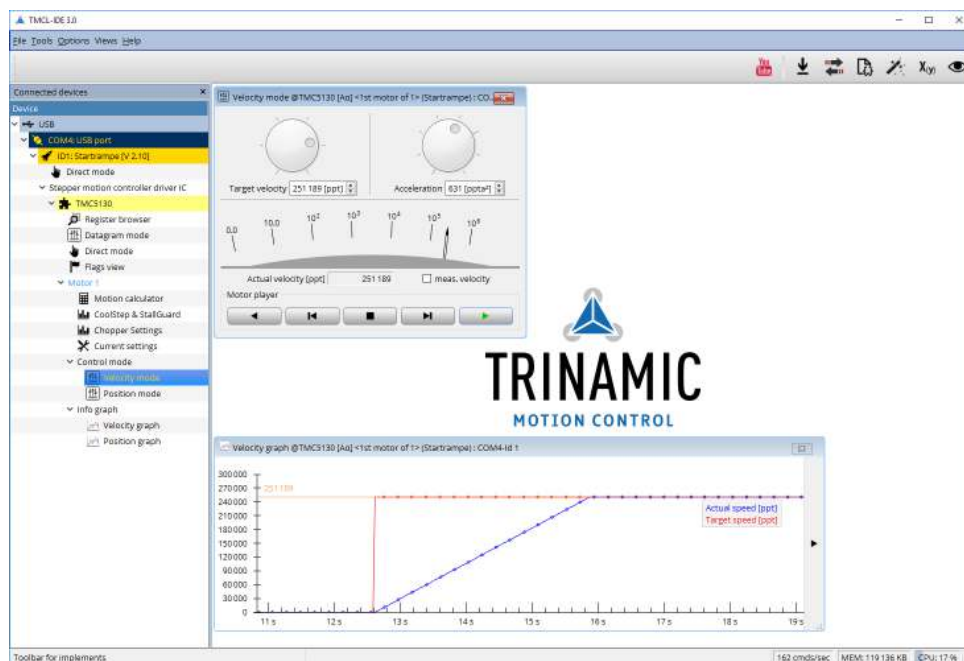 TMCL-IDE 3.0
File Tools Options Views Help
You
Tube
X(y)
Connected devices
Device
USB
COM4: USB port
ID1: Startrampe [V 2.10]
Direct mode
Stepper motion controller driver IC
TMC5130
Register browser
Datagram mode
Direct mode
Flags view
Motor 1
Motion calculator
CoolStep & StallGuard
Chopper Settings
Current settings
Control mode
Velocity mode
Position mode
Info graph
Velocity graph
Position graph
Velocity mode @TMC5130 [Aq] <1st motor of 1> (Startrampe) : CO...
Target velocity 251 189 [ppt]
Acceleration 631 [ppta²]
0.0 10.0 10² 10³ 10⁴ 10⁵ 10⁶
Actual velocity [ppt] 251 189 meas. velocity
Motor player
TRINAMIC
MOTION CONTROL
Velocity graph @TMC5130 [Aq] <1st motor of 1> (Startrampe) : COM4-Id 1
300 000
270 000
240 000
210 000
180 000
150 000
120 000
90 000
60 000
30 000
0
251 189
Actual speed [ppt]
Target speed [ppt]
11 s 12 s 13 s 14 s 15 s 16 s 17 s 18 s 19 s
Toolbar for implements
162 cmds/sec MEM: 119 136 KB CPU: 17 %